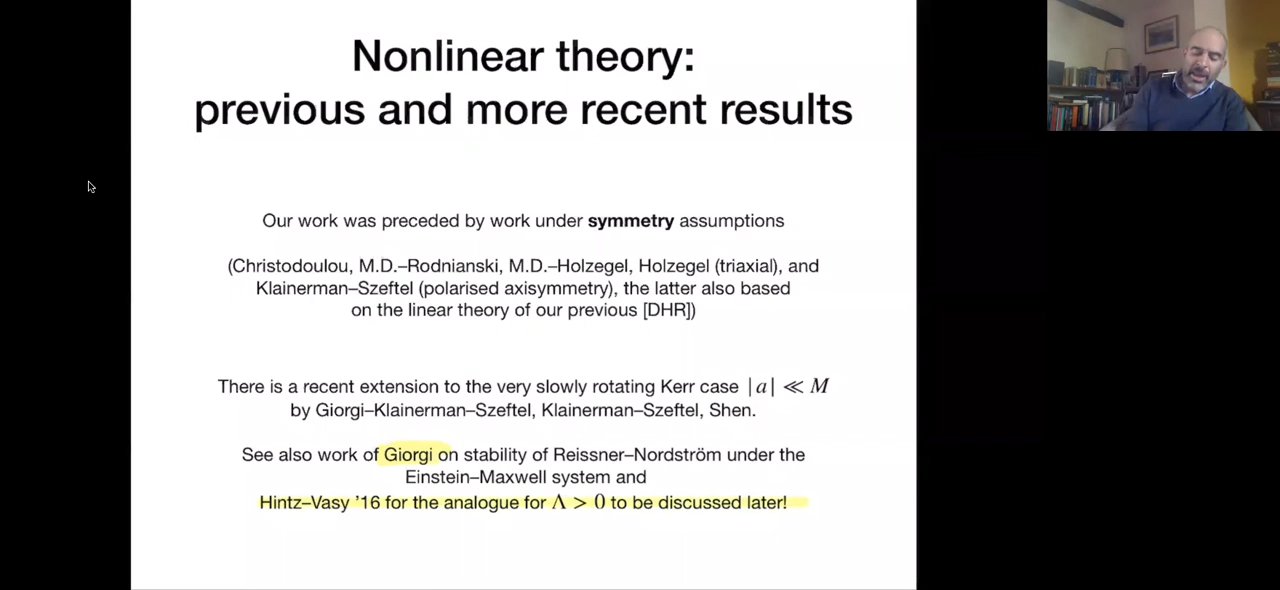 Nonlinear theory:
previous and more recent results
Our work was preceded by work under symmetry assumptions
(Christodoulou, M.D.–Rodnianski, M.D.–Holzegel, Holzegel (triaxial), and
Klainerman–Szeftel (polarised axisymmetry), the latter also based
on the linear theory of our previous [DHR])
There is a recent extension to the very slowly rotating Kerr case |a| ≪ M
by Giorgi–Klainerman–Szeftel, Klainerman–Szeftel, Shen.
See also work of Giorgi on stability of Reissner–Nordström under the
Einstein–Maxwell system and
Hintz–Vasy ’16 for the analogue for Λ > 0 to be discussed later!